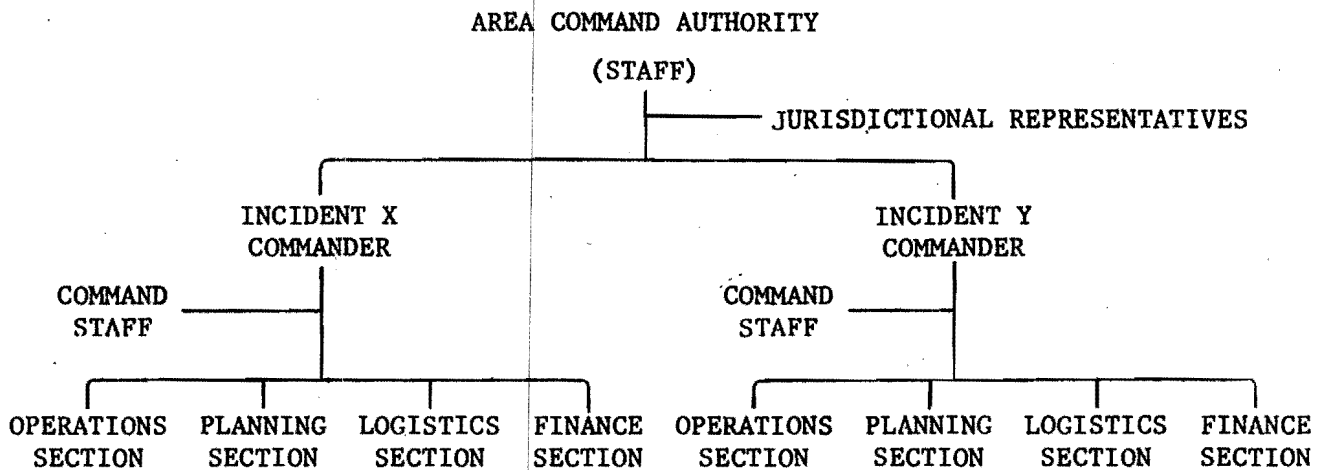 AREA COMMAND AUTHORITY
(STAFF)
JURISDICTIONAL REPRESENTATIVES
INCIDENT X
COMMANDER
INCIDENT Y
COMMANDER
COMMAND
STAFF
COMMAND
STAFF
OPERATIONS
SECTION
PLANNING
SECTION
LOGISTICS
SECTION
FINANCE
SECTION
OPERATIONS
SECTION
PLANNING
SECTION
LOGISTICS
SECTION
FINANCE
SECTION